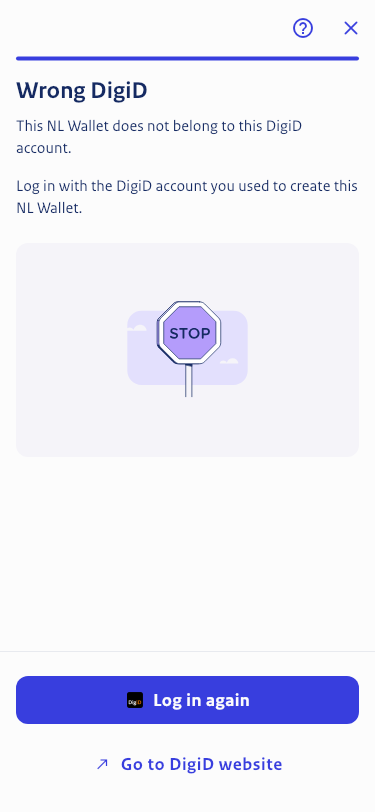 Wrong DigiD
This NL Wallet does not belong to this DigiD
account.
Log in with the DigiD account you used to create this
NL Wallet.
STOP
DigiD Log in again
Go to DigiD website